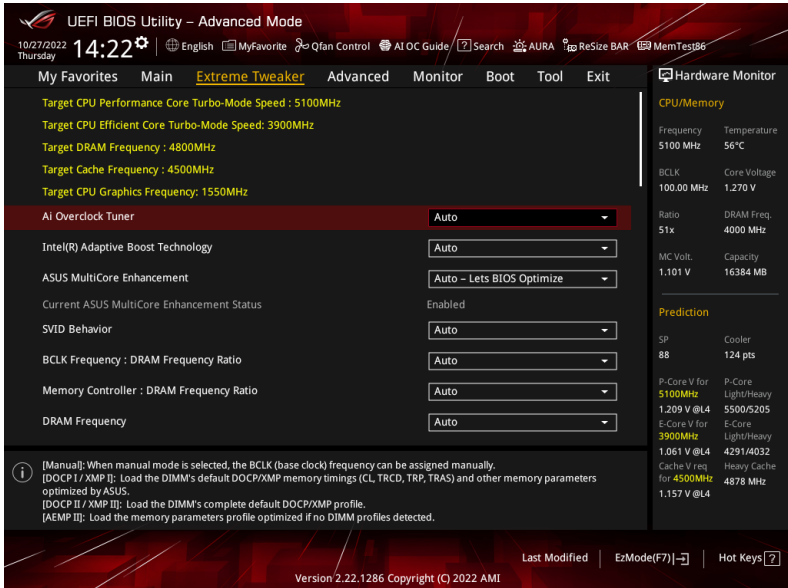 UEFI BIOS Utility – Advanced Mode
10/27/2022
Thursday
14:22
English
MyFavorite
Qfan Control
AI OC Guide
? Search
AURA
ReSize BAR
MemTest86
My Favorites
Main
Extreme Tweaker
Advanced
Monitor
Boot
Tool
Exit
Target CPU Performance Core Turbo-Mode Speed : 5100MHz
Target CPU Efficient Core Turbo-Mode Speed: 3900MHz
Target DRAM Frequency : 4800MHz
Target Cache Frequency : 4500MHz
Target CPU Graphics Frequency: 1550MHz
Ai Overclock Tuner Auto
Intel(R) Adaptive Boost Technology Auto
ASUS MultiCore Enhancement Auto – Lets BIOS Optimize
Current ASUS MultiCore Enhancement Status Enabled
SVID Behavior Auto
BCLK Frequency : DRAM Frequency Ratio Auto
Memory Controller : DRAM Frequency Ratio Auto
DRAM Frequency Auto
[Manual]: When manual mode is selected, the BCLK (base clock) frequency can be assigned manually.
[DOCP I / XMP I]: Load the DIMM's default DOCP/XMP memory timings (CL, TRCD, TRP, TRAS) and other memory parameters
optimized by ASUS.
[DOCP II / XMP II]: Load the DIMM's complete default DOCP/XMP profile.
[AEMP II]: Load the memory parameters profile optimized if no DIMM profiles detected.
Hardware Monitor
CPU/Memory
Frequency Temperature
5100 MHz 56°C
BCLK Core Voltage
100.00 MHz 1.270 V
Ratio DRAM Freq.
51x 4000 MHz
MC Volt. Capacity
1.101 V 16384 MB
Prediction
SP Cooler
88 124 pts
P-Core V for P-Core
5100MHz Light/Heavy
1.209 V @L4 5500/5205
E-Core V for E-Core
3900MHz Light/Heavy
1.061 V @L4 4291/4032
Cache V req Heavy Cache
for 4500MHz 4878 MHz
1.157 V @L4
Last Modified
EzMode(F7)
Hot Keys ?
Version 2.22.1286 Copyright (C) 2022 AMI